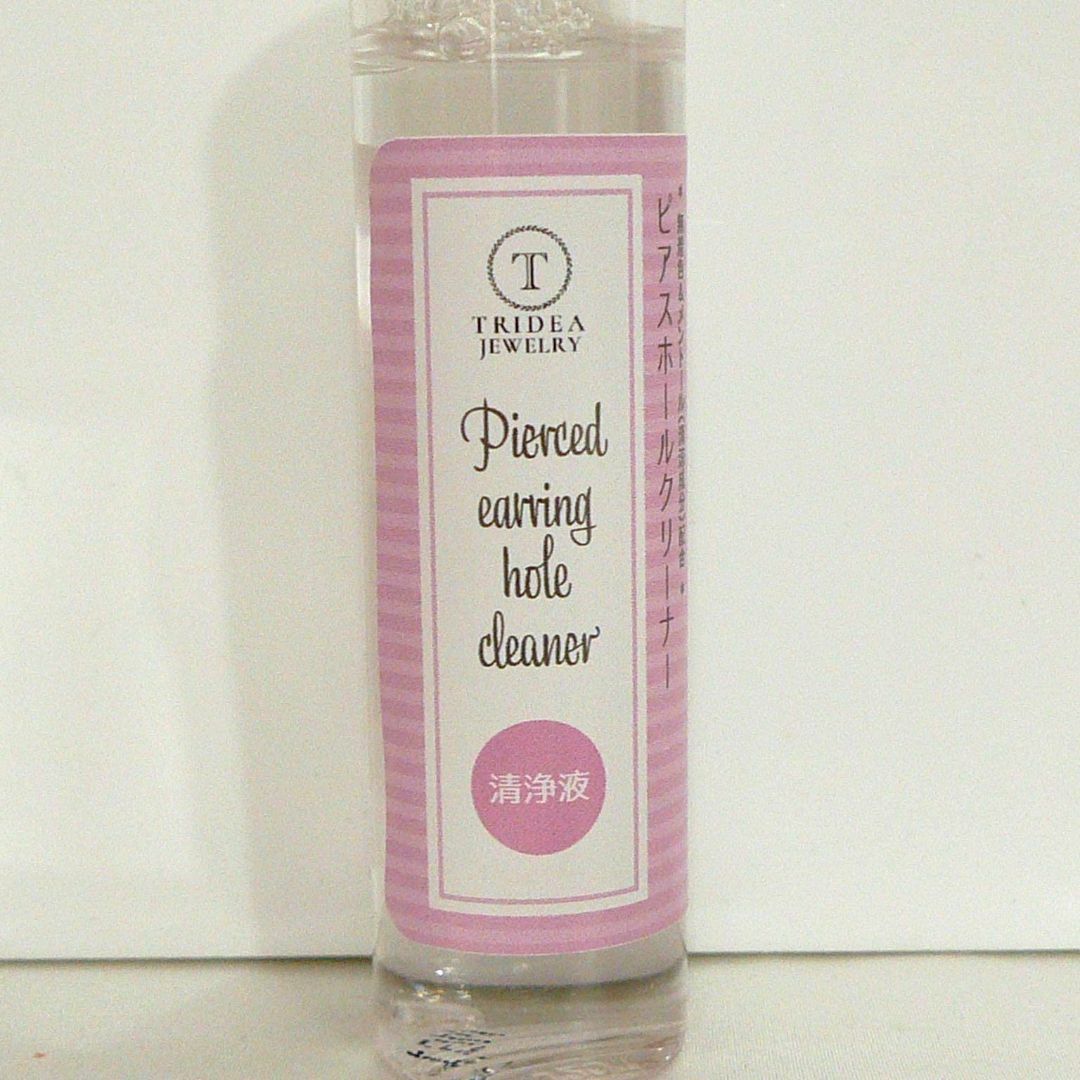 T
TRIDEA
JEWELRY
Pierced
earring
hole
cleaner
清浄液
ピアスホールクリーナー